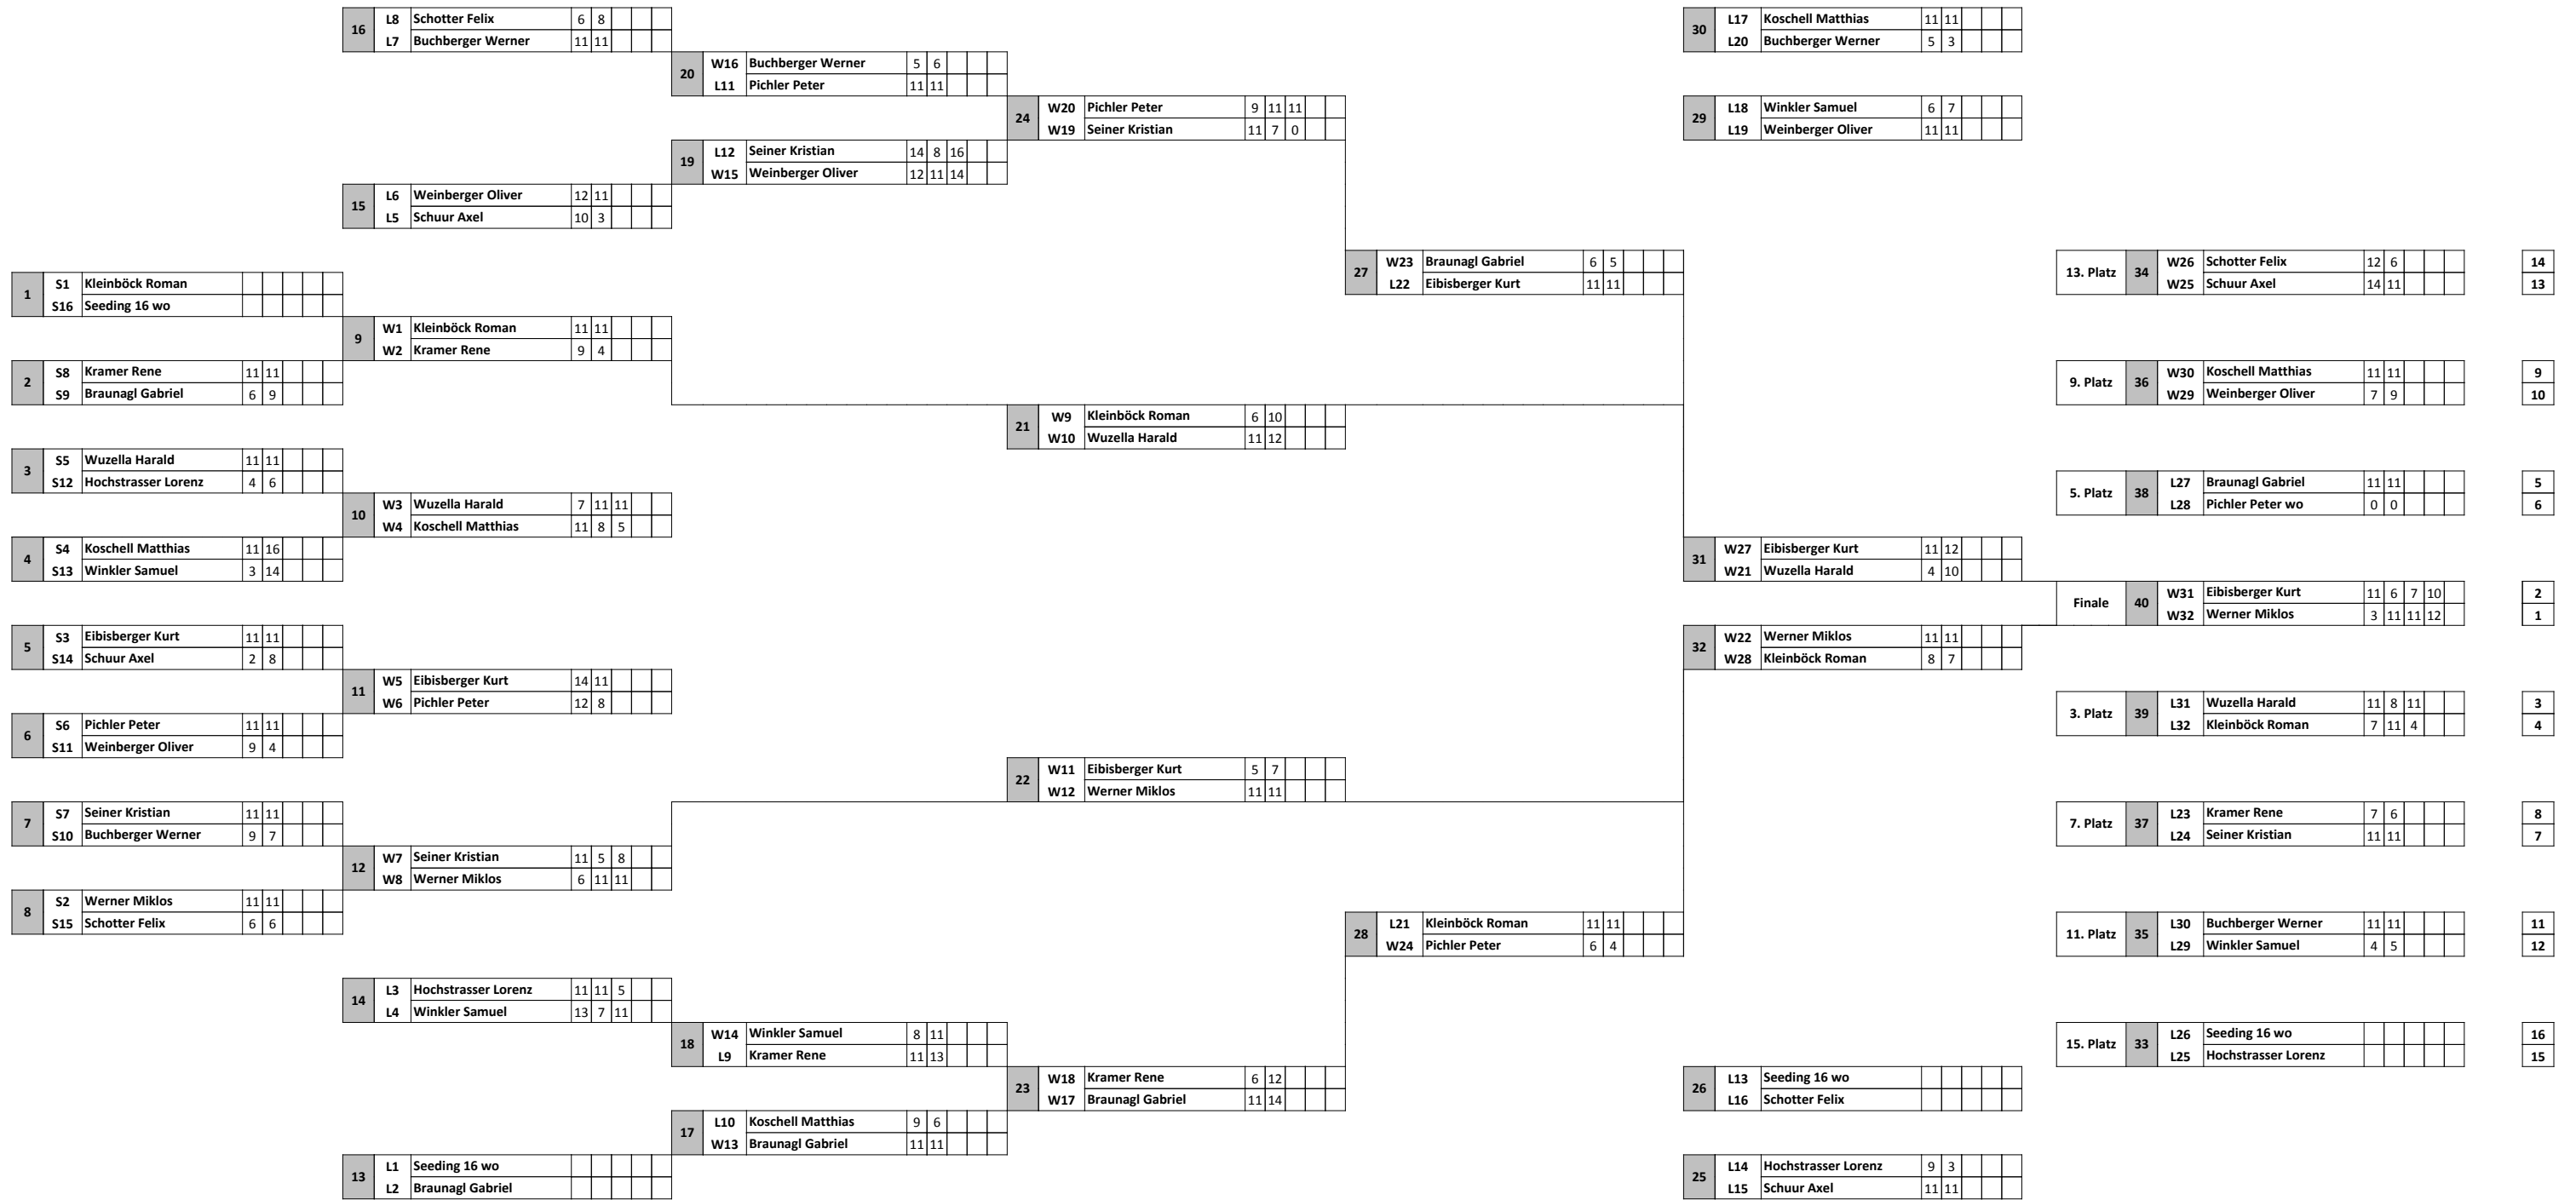 16 L8 Schotter Felix 6 8
L7 Buchberger Werner 11 11
30 L17 Koschell Matthias 11 11
L20 Buchberger Werner 5 3
20 W16 Buchberger Werner 5 6
L11 Pichler Peter 11 11
24 W20 Pichler Peter 9 11 11
W19 Seiner Kristian 11 7 0
29 L18 Winkler Samuel 6 7
L19 Weinberger Oliver 11 11
19 L12 Seiner Kristian 14 8 16
W15 Weinberger Oliver 12 11 14
15 L6 Weinberger Oliver 12 11
L5 Schuur Axel 10 3
27 W23 Braunagl Gabriel 6 5
L22 Eibisberger Kurt 11 11
13. Platz 34 W26 Schotter Felix 12 6 14
W25 Schuur Axel 14 11 13
1 S1 Kleinböck Roman
S16 Seeding 16 wo
9 W1 Kleinböck Roman 11 11
W2 Kramer Rene 9 4
2 S8 Kramer Rene 11 11
S9 Braunagl Gabriel 6 9
9. Platz 36 W30 Koschell Matthias 11 11 9
W29 Weinberger Oliver 7 9 10
21 W9 Kleinböck Roman 6 10
W10 Wuzella Harald 11 12
3 S5 Wuzella Harald 11 11
S12 Hochstrasser Lorenz 4 6
5. Platz 38 L27 Braunagl Gabriel 11 11 5
L28 Pichler Peter wo 0 0 6
10 W3 Wuzella Harald 7 11 11
W4 Koschell Matthias 11 8 5
4 S4 Koschell Matthias 11 16
S13 Winkler Samuel 3 14
31 W27 Eibisberger Kurt 11 12
W21 Wuzella Harald 4 10
Finale 40 W31 Eibisberger Kurt 11 6 7 10 2
W32 Werner Miklos 3 11 11 12 1
5 S3 Eibisberger Kurt 11 11
S14 Schuur Axel 2 8
32 W22 Werner Miklos 11 11
W28 Kleinböck Roman 8 7
11 W5 Eibisberger Kurt 14 11
W6 Pichler Peter 12 8
3. Platz 39 L31 Wuzella Harald 11 8 11 3
L32 Kleinböck Roman 7 11 4 4
6 S6 Pichler Peter 11 11
S11 Weinberger Oliver 9 4
22 W11 Eibisberger Kurt 5 7
W12 Werner Miklos 11 11
7 S7 Seiner Kristian 11 11
S10 Buchberger Werner 9 7
7. Platz 37 L23 Kramer Rene 7 6 8
L24 Seiner Kristian 11 11 7
12 W7 Seiner Kristian 11 5 8
W8 Werner Miklos 6 11 11
8 S2 Werner Miklos 11 11
S15 Schotter Felix 6 6
28 L21 Kleinböck Roman 11 11
W24 Pichler Peter 6 4
11. Platz 35 L30 Buchberger Werner 11 11 11
L29 Winkler Samuel 4 5 12
14 L3 Hochstrasser Lorenz 11 11 5
L4 Winkler Samuel 13 7 11
18 W14 Winkler Samuel 8 11
L9 Kramer Rene 11 13
15. Platz 33 L26 Seeding 16 wo 16
L25 Hochstrasser Lorenz 15
23 W18 Kramer Rene 6 12
W17 Braunagl Gabriel 11 14
26 L13 Seeding 16 wo
L16 Schotter Felix
17 L10 Koschell Matthias 9 6
W13 Braunagl Gabriel 11 11
13 L1 Seeding 16 wo
L2 Braunagl Gabriel
25 L14 Hochstrasser Lorenz 9 3
L15 Schuur Axel 11 11